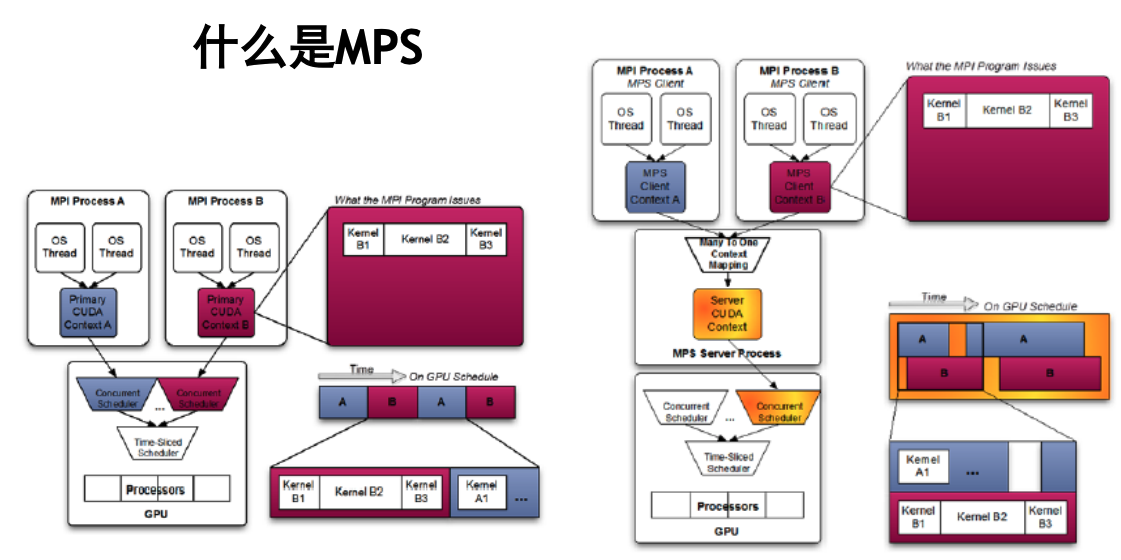 什么是MPS
MPI Process A
MPI Process B
What the MPI Program Issues
OS
Thread
OS
Thread
OS
Thread
OS
Thread
Kernel
B1
Kernel B2
Kernel
B3
Primary
CUDA
Context A
Primary
CUDA
Context B
Concurrent
Scheduler
...
Concurrent
Scheduler
Time-Sliced
Scheduler
Processors
GPU
Time
On GPU Schedule
A
B
A
B
Kernel
B1
Kernel B2
Kernel
B3
Kernel
A1
...
MPI Process A
MPS Client
MPI Process B
MPS Client
What the MPI Program Issues
OS
Thread
OS
Thread
OS
Thread
OS
Thread
Kernel
B1
Kernel B2
Kernel
B3
MPS
Client
Context A
MPS
Client
Context B
Many To One
Context
Mapping
Server
CUDA
Context
MPS Server Process
Concurrent
Scheduler
...
Concurrent
Scheduler
Time-Sliced
Scheduler
Processors
GPU
Time
On GPU Schedule
A
A
B
B
Kernel
A1
...
Kernel
B1
Kernel B2
Kernel
B3